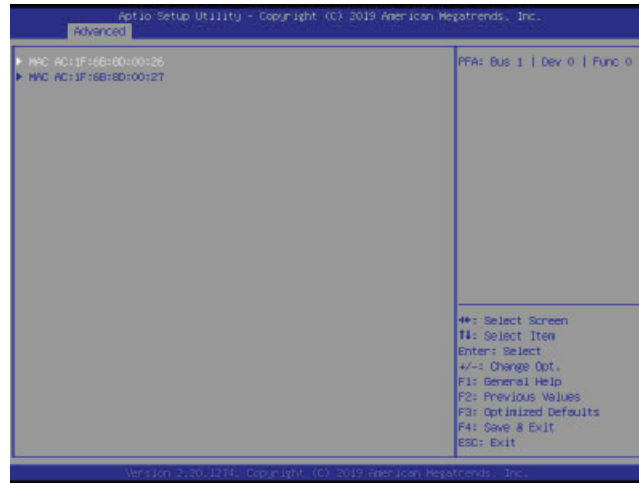 Aptio Setup Utility - Copyright (C) 2019 American Megatrends, Inc.
Advanced
MAC AC:1F:6B:8D:00:26
MAC AC:1F:6B:8D:00:27
PFA: Bus 1 | Dev 0 | Func 0
↔: Select Screen
↑↓: Select Item
Enter: Select
+/-: Change Opt.
F1: General Help
F2: Previous Values
F3: Optimized Defaults
F4: Save & Exit
ESC: Exit
Version 2.20.1274. Copyright (C) 2019 American Megatrends, Inc.